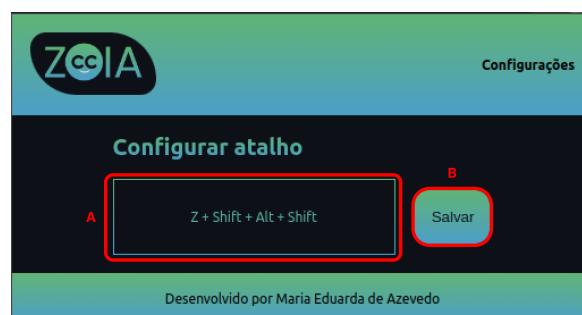 ZccIA
Configurações
Configurar atalho
B
A
Z + Shift + Alt + Shift
Salvar
Desenvolvido por Maria Eduarda de Azevedo